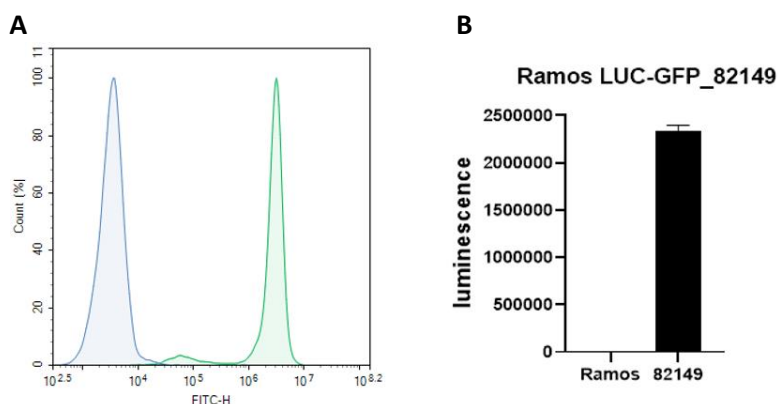 A
B
Ramos LUC-GFP_82149
11
100
80
60
40
20
0
Count [%]
10^2.5 10^4 10^5 10^6 10^7 10^8.2
FITC-H
2500000
2000000
1500000
1000000
500000
0
luminescence
Ramos 82149